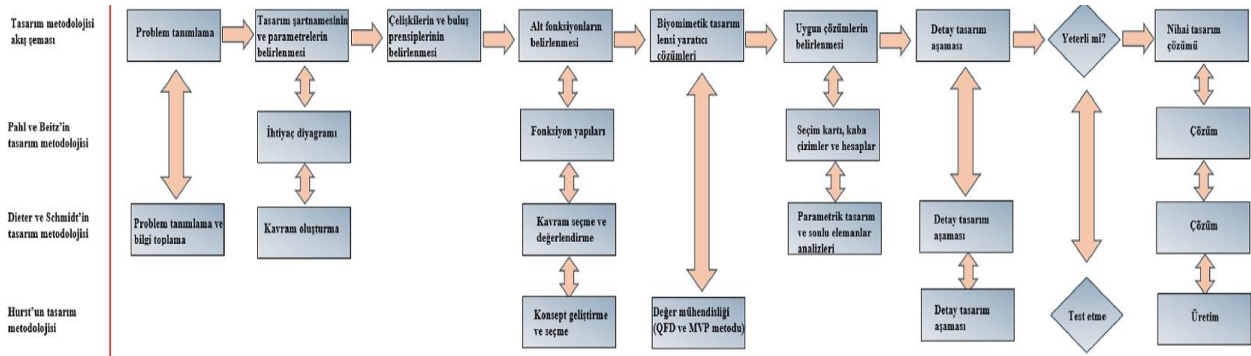 Tasarım metodolojisi
akış şeması
Problem tanımlama
Tasarım şartnamesinin
ve parametrelerin
belirlenmesi
Çelişkilerin ve buluş
prensiplerinin
belirlenmesi
Alt fonksiyonların
belirlenmesi
Biyomimetik tasarım
lensi yaratıcı
çözümleri
Uygun çözümlerin
belirlenmesi
Detay tasarım
aşaması
Yeterli mi?
Nihai tasarım
çözümü
Pahl ve Beitz'in
tasarım metodolojisi
İhtiyaç diyagramı
Fonksiyon yapıları
Seçim kartı, kaba
çizimler ve hesaplar
Çözüm
Dieter ve Schmidt'in
tasarım metodolojisi
Problem tanımlama ve
bilgi toplama
Kavram oluşturma
Kavram seçme ve
değerlendirme
Parametrik tasarım
ve sonlu elemanlar
analizleri
Detay tasarım
aşaması
Çözüm
Hurst'un tasarım
metodolojisi
Konsept geliştirme
ve seçme
Değer mühendisliği
(QFD ve MVP metodu)
Detay tasarım
aşaması
Test etme
Üretim